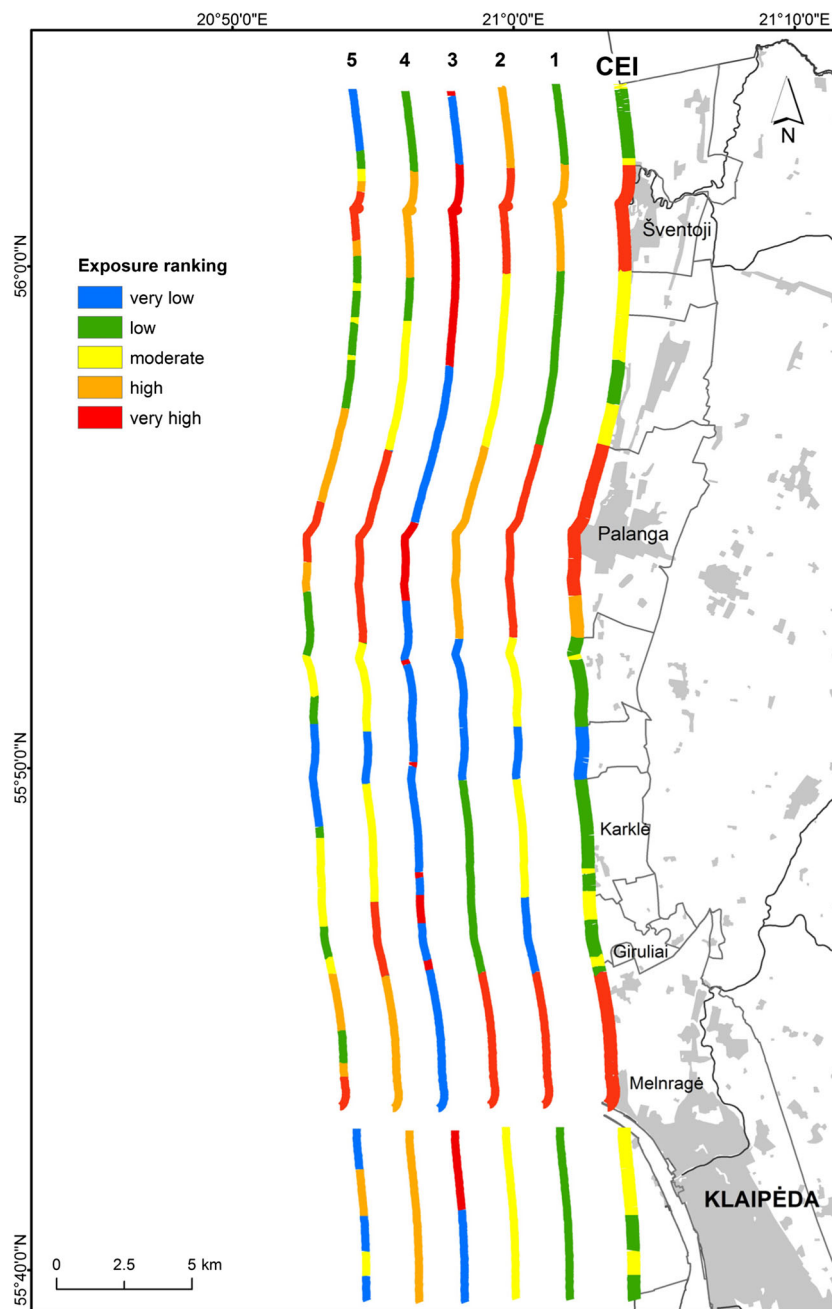 20°50'0"E 21°0'0"E 21°10'0"E
5 4 3 2 1 CEI
N
Šventoji
56°0'0"N
Exposure ranking
very low
low
moderate
high
very high
Palanga
55°50'0"N
Karklė
Giruliai
Melnragė
KLAIPĖDA
0 2.5 5 km
55°40'0"N